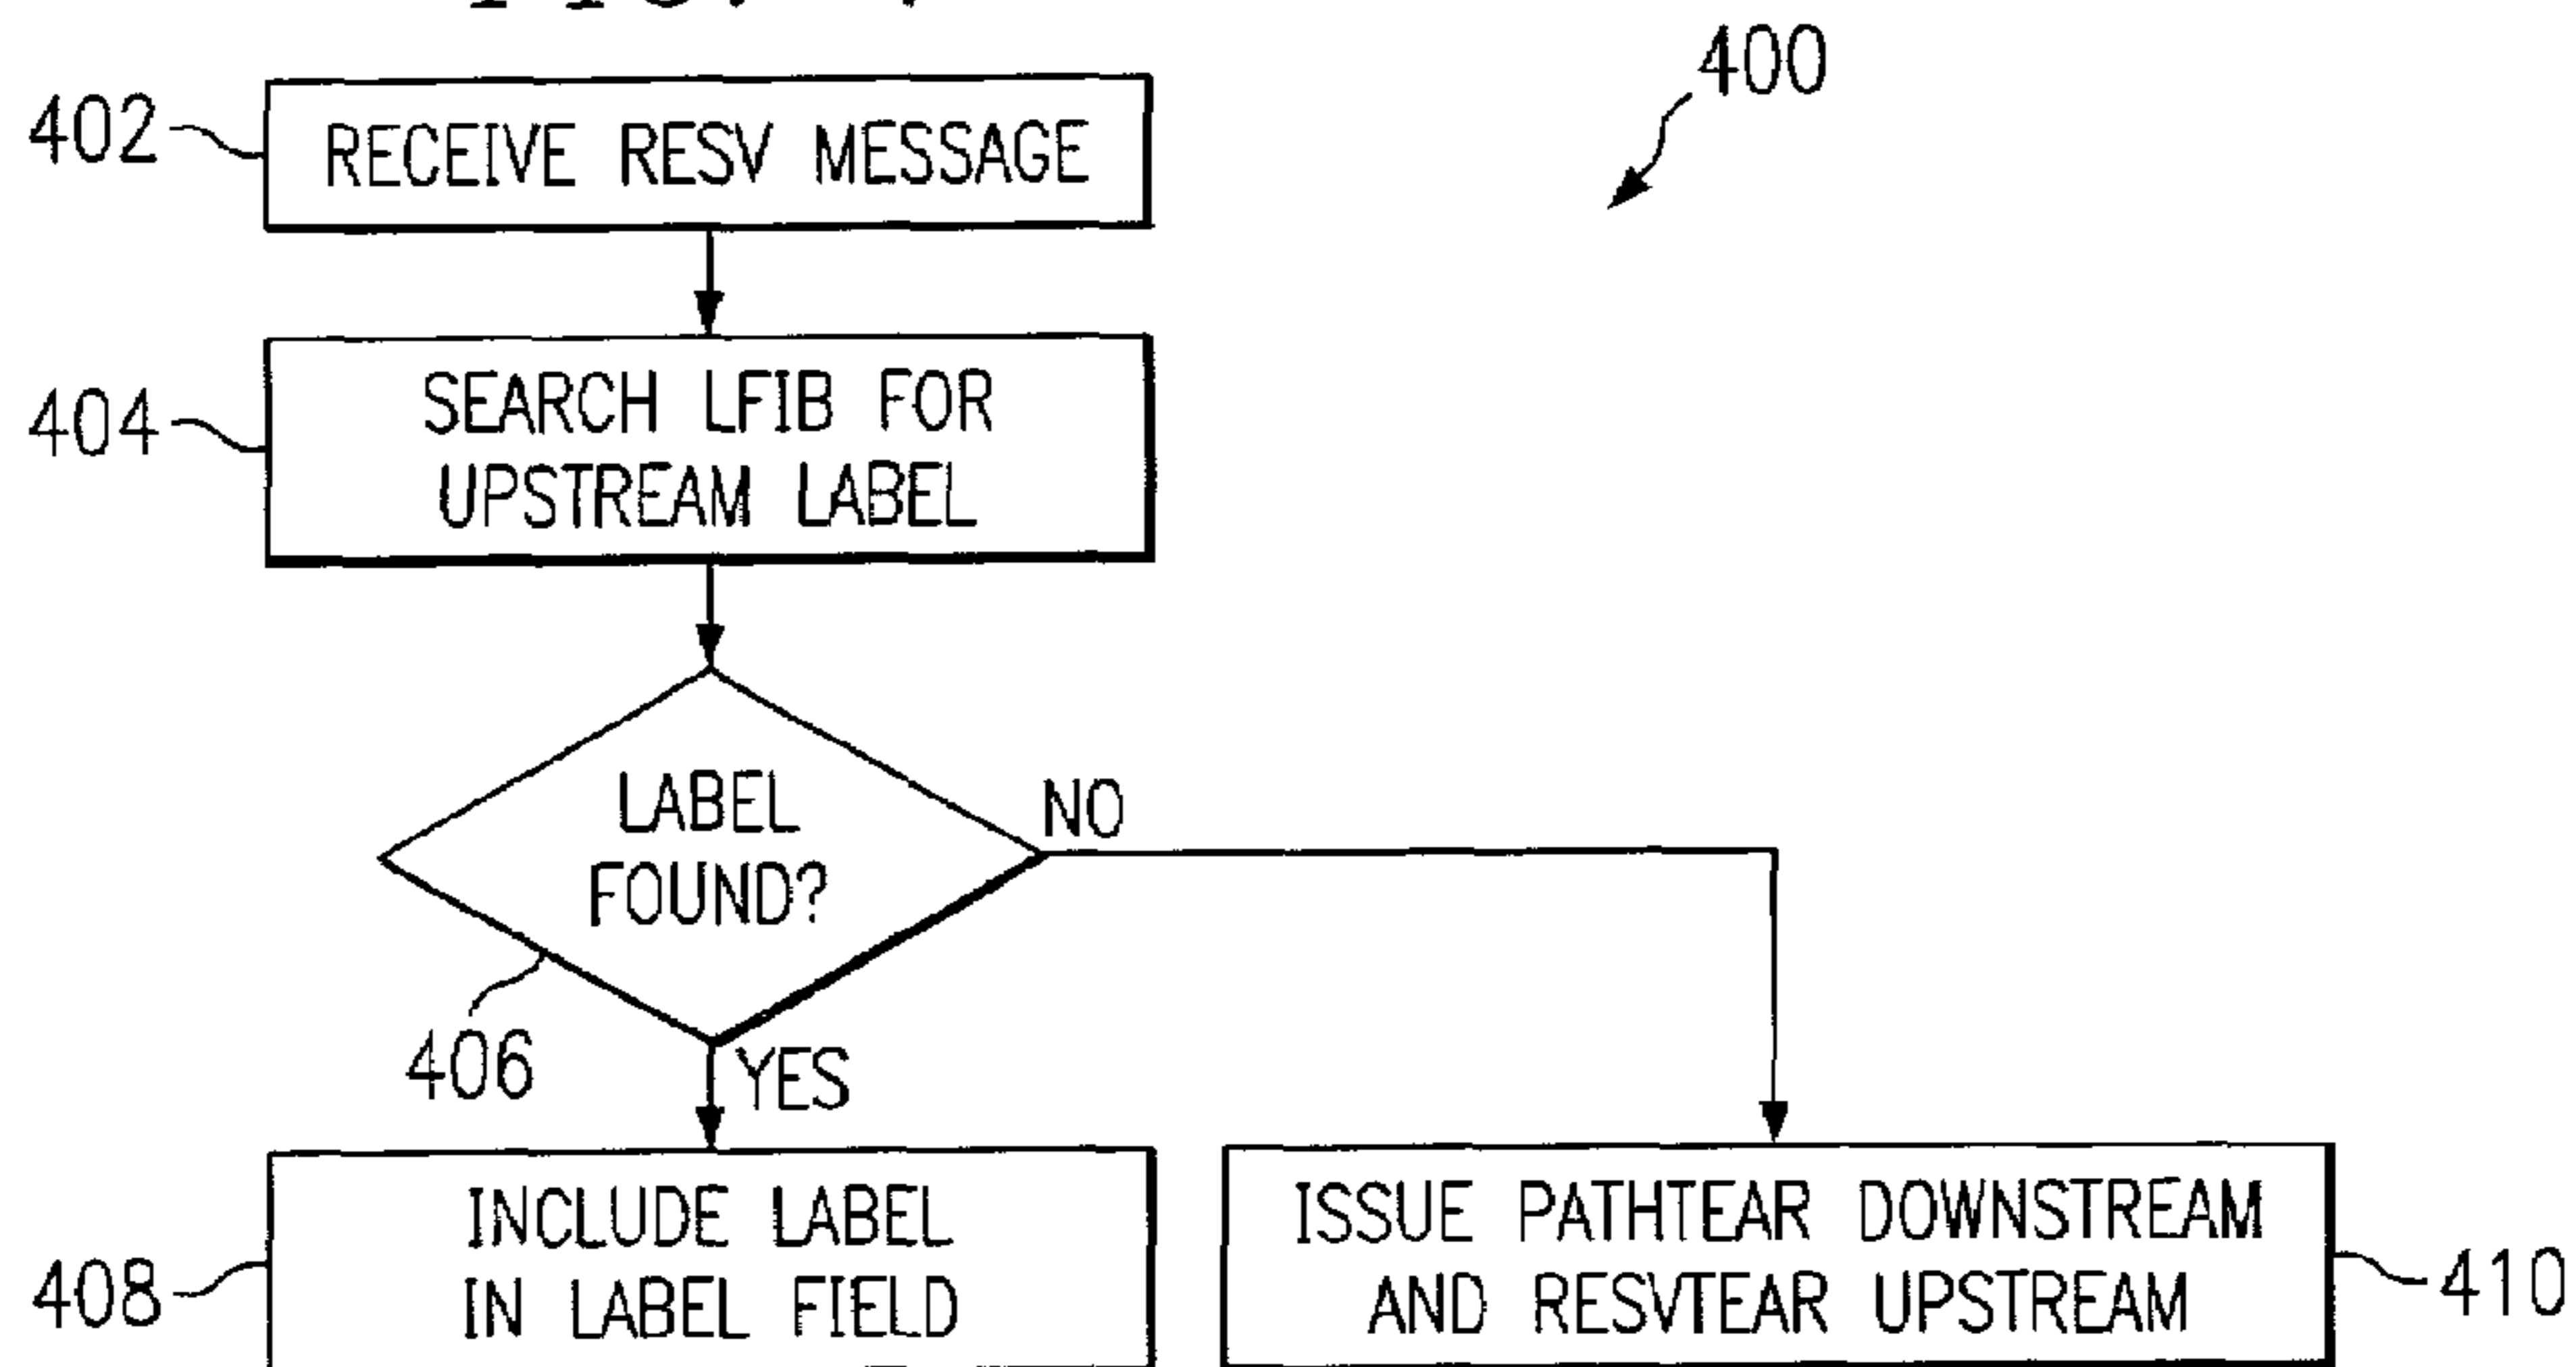 400
402
RECEIVE RESV MESSAGE
404
SEARCH LFIB FOR
UPSTREAM LABEL
LABEL
FOUND?
NO
406
YES
408
INCLUDE LABEL
IN LABEL FIELD
ISSUE PATHTEAR DOWNSTREAM
AND RESVTEAR UPSTREAM
410